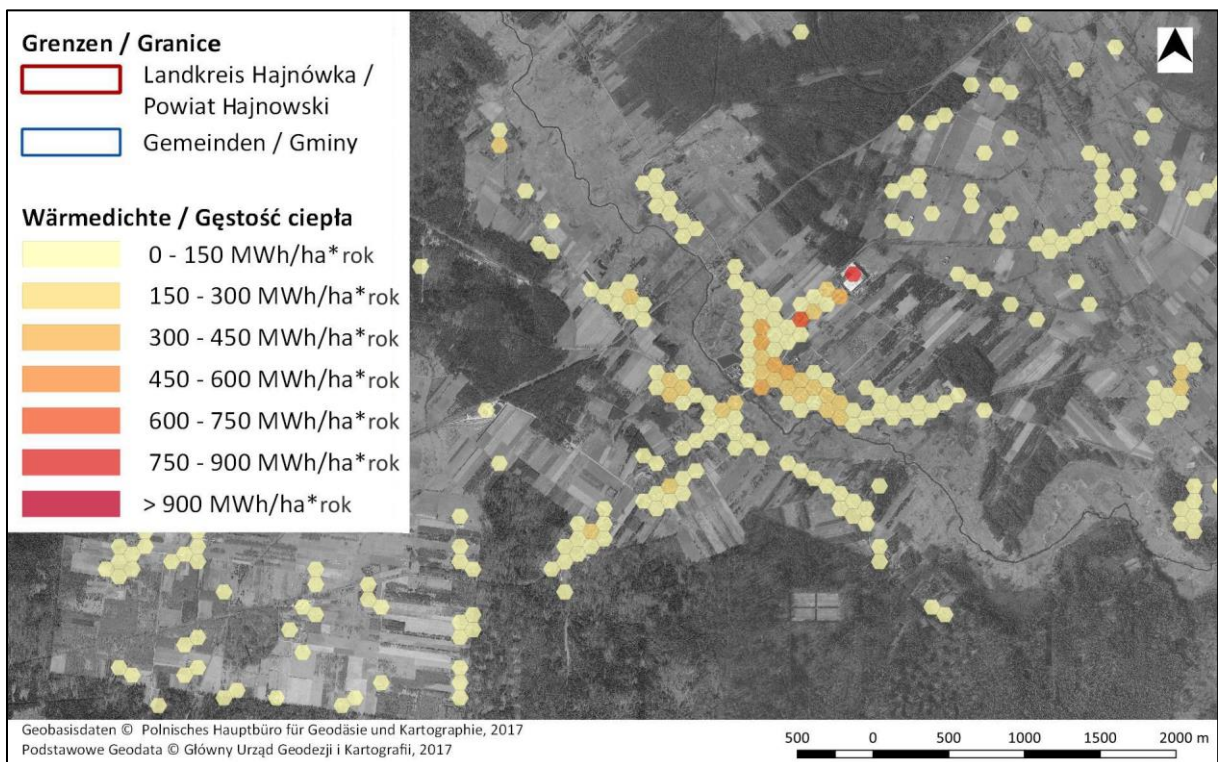 Grenzen / Granice
Landkreis Hajnówka /
Powiat Hajnowski
Gemeinden / Gminy
Wärmedichte / Gęstość ciepła
0 - 150 MWh/ha*rok
150 - 300 MWh/ha*rok
300 - 450 MWh/ha*rok
450 - 600 MWh/ha*rok
600 - 750 MWh/ha*rok
750 - 900 MWh/ha*rok
> 900 MWh/ha*rok
Geobasisdaten © Polnisches Hauptbüro für Geodäsie und Kartographie, 2017
Podstawowe Geodata © Główny Urząd Geodezji i Kartografii, 2017
500 0 500 1000 1500 2000 m